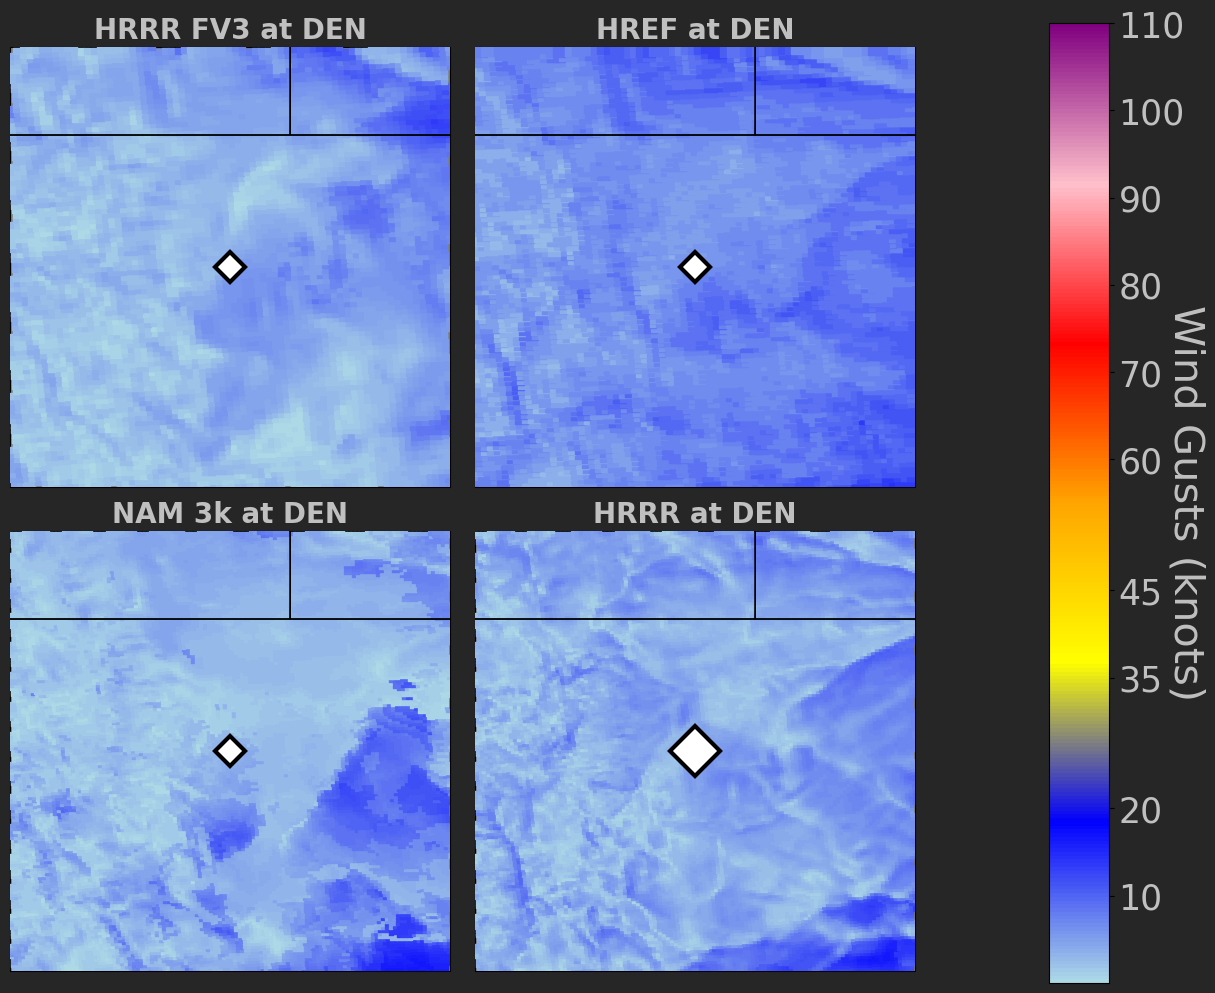 HRRR FV3 at DEN
HREF at DEN
NAM 3k at DEN
HRRR at DEN
110
100
90
80
70
60
45
35
20
10
Wind Gusts (knots)